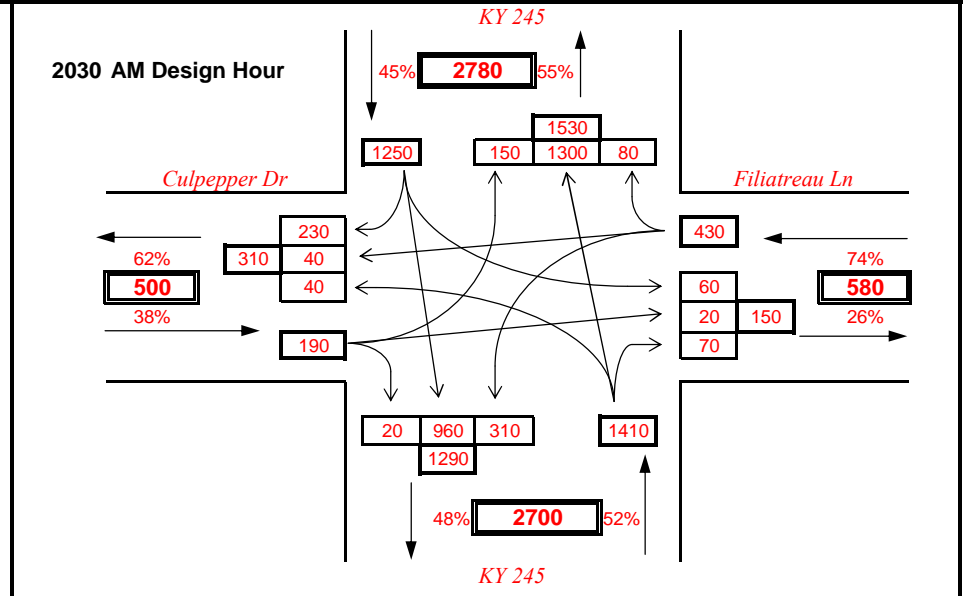 KY 245
2030 AM Design Hour
45% 2780 55%
1530
1250 150 1300 80
Culpepper Dr Filiatreau Ln
230 430
62% 310 40 74%
500 40 60 580
38% 20 150 26%
190 70
20 960 310 1410
1290
48% 2700 52%
KY 245